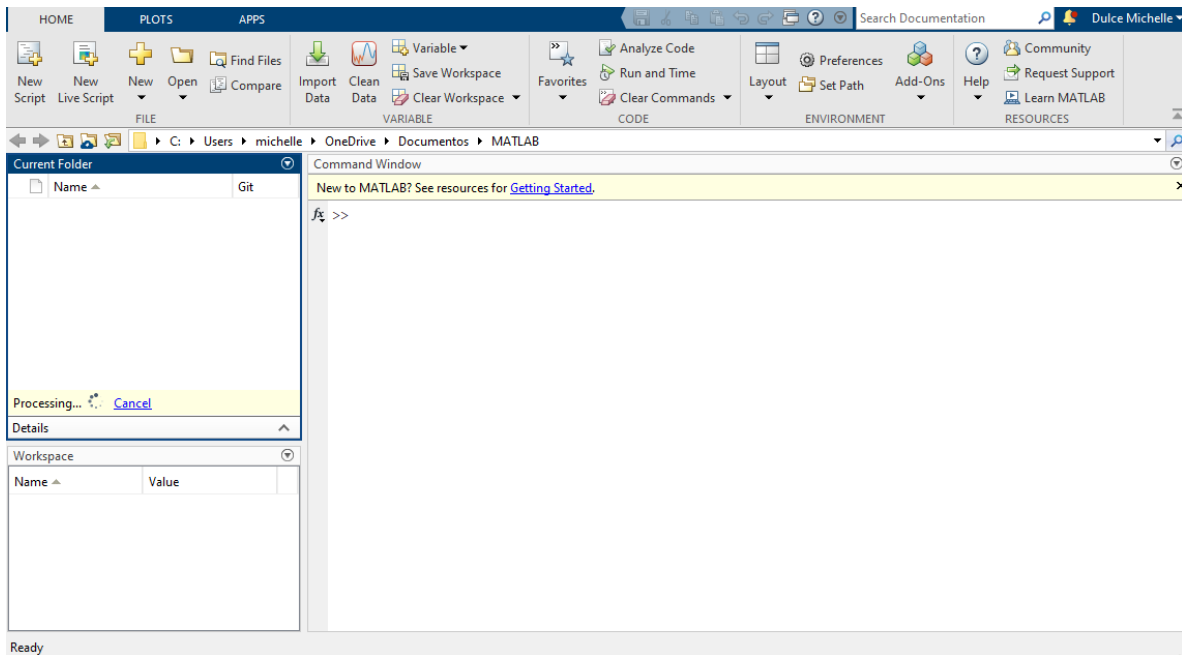 HOME PLOTS APPS Search Documentation Dulce Michelle
New Script
New Live Script
New
Open
Find Files
Compare
FILE
Import Data
Clean Data
Variable
Save Workspace
Clear Workspace
VARIABLE
Favorites
Analyze Code
Run and Time
Clear Commands
CODE
Layout
Preferences
Set Path
Add-Ons
ENVIRONMENT
Help
Community
Request Support
Learn MATLAB
RESOURCES
C: Users michelle OneDrive Documentos MATLAB
Current Folder
Name Git
Processing... Cancel
Details
Workspace
Name Value
Command Window
New to MATLAB? See resources for Getting Started.
fx >>
Ready